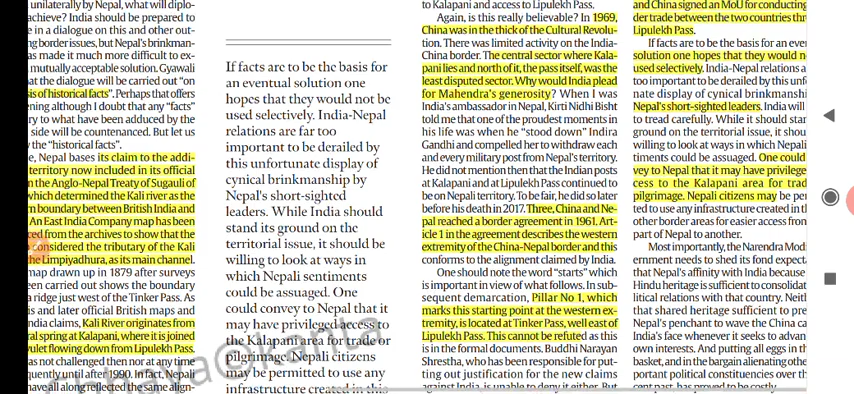 unilaterally by Nepal, what will diplo-
achieve? India should be prepared to
e in a dialogue on this and other out-
ng border issues, but Nepal's brinkman-
as made it much more difficult to ex-
mutually acceptable solution. Gyawali
at the dialogue will be carried out "on
sis of historical facts". Perhaps that offers
ening although I doubt that any "facts"
ry to what have been adduced by the
side will be countenanced. But let us
the "historical facts".
e, Nepal bases its claim to the addi-
territory now included in its official
n the Anglo-Nepal Treaty of Sugauli of
which determined the Kali river as the
rn boundary between British India and
An East India Company map has been
ced from the archives to show that the
considered the tributary of the Kali
the Limpiyadhura, as its main channel.
map drawn up in 1879 after surveys
een carried out shows the boundary
a ridge just west of the Tinker Pass. As
is and later official British maps and
ndia claims, Kali River originates from
ral spring at Kalapani, where it is joined
vulet flowing down from Lipulekh Pass.
as not challenged then nor at any time
quently until after 1990. In fact, Nepali
have all along reflected the same align-
If facts are to be the basis for
an eventual solution one
hopes that they would not be
used selectively. India-Nepal
relations are far too
important to be derailed by
this unfortunate display of
cynical brinkmanship by
Nepal's short-sighted
leaders. While India should
stand its ground on the
territorial issue, it should be
willing to look at ways in
which Nepali sentiments
could be assuaged. One
could convey to Nepal that it
may have privileged access to
the Kalapani area for trade or
pilgrimage. Nepali citizens
may be permitted to use any
infrastructure created in this
to Kalapani and access to Lipulekh Pass.
Again, is this really believable? In 1969,
China was in the thick of the Cultural Revolu-
tion. There was limited activity on the India-
China border. The central sector where Kala-
pani lies and north of it, the pass itself, was the
least disputed sector. Why would India plead
for Mahendra's generosity? When I was
India's ambassador in Nepal, Kirti Nidhi Bisht
told me that one of the proudest moments in
his life was when he "stood down" Indira
Gandhi and compelled her to withdraw each
and every military post from Nepal's territory.
He did not mention then that the Indian posts
at Kalapani and at Lipulekh Pass continued to
be on Nepali territory. To be fair, he did so later
before his death in 2017. Three, China and Ne-
pal reached a border agreement in 1961. Art-
icle 1 in the agreement describes the western
extremity of the China-Nepal border and this
conforms to the alignment claimed by India.
One should note the word "starts" which
is important in view of what follows. In sub-
sequent demarcation, Pillar No 1, which
marks this starting point at the western ex-
tremity, is located at Tinker Pass, well east of
Lipulekh Pass. This cannot be refuted as this
is in the formal documents. Buddhi Narayan
Shrestha, who has been responsible for put-
ting out justification for the new claims
against India, is unable to deny it either. But
and China signed an MoU for conducting
der trade between the two countries thr
Lipulekh Pass.
If facts are to be the basis for an even
solution one hopes that they would n
used selectively. India-Nepal relations a
too important to be derailed by this unf
nate display of cynical brinkmanshi
Nepal's short-sighted leaders. India will
to tread carefully. While it should stan
ground on the territorial issue, it shou
willing to look at ways in which Nepali
timents could be assuaged. One could
vey to Nepal that it may have privilege
cess to the Kalapani area for trad
pilgrimage. Nepali citizens may be per
ted to use any infrastructure created in t
other border areas for easier access from
part of Nepal to another.
Most importantly, the Narendra Modi
ernment needs to shed its fond expecta
that Nepal's affinity with India because
Hindu heritage is sufficient to consolidat
litical relations with that country. Neith
that shared heritage sufficient to pre
Nepal's penchant to wave the China ca
India's face whenever it seeks to advan
own interests. And putting all eggs in th
basket, and in the bargain alienating othe
portant political constituencies over th
cent past, has proved to be costly.